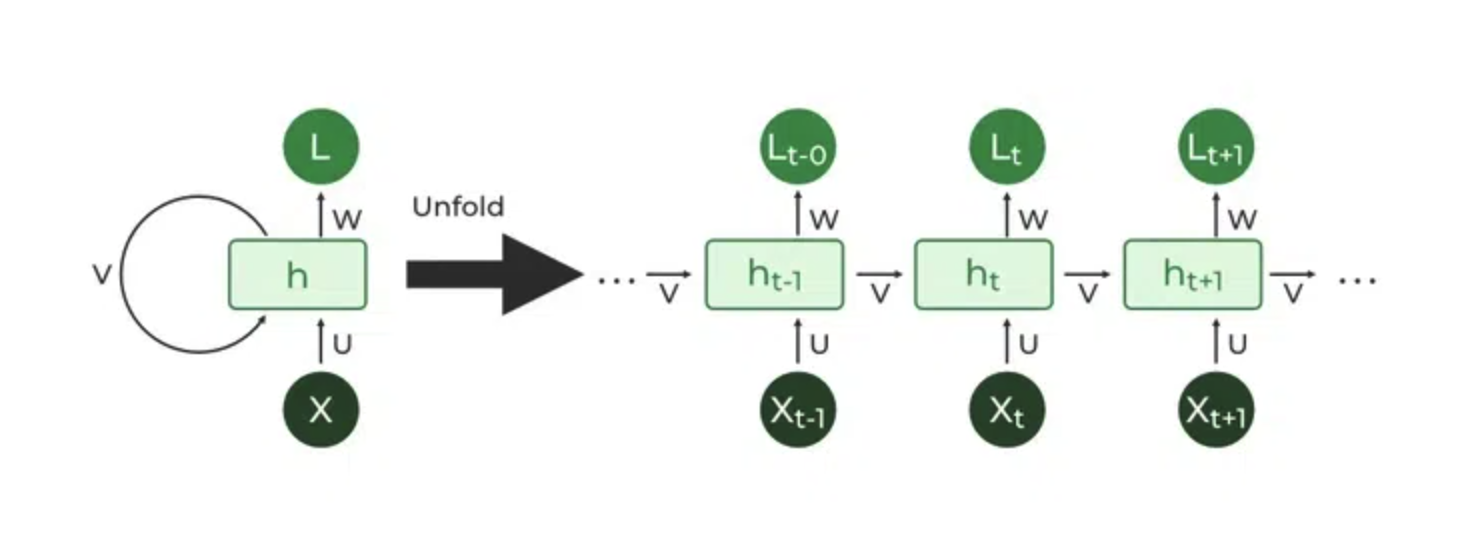 L
W
V
h
U
X
Unfold
L_{t-0} L_t L_{t+1}
W W W
... V h_{t-1} V h_t V h_{t+1} V ...
U U U
X_{t-1} X_t X_{t+1}